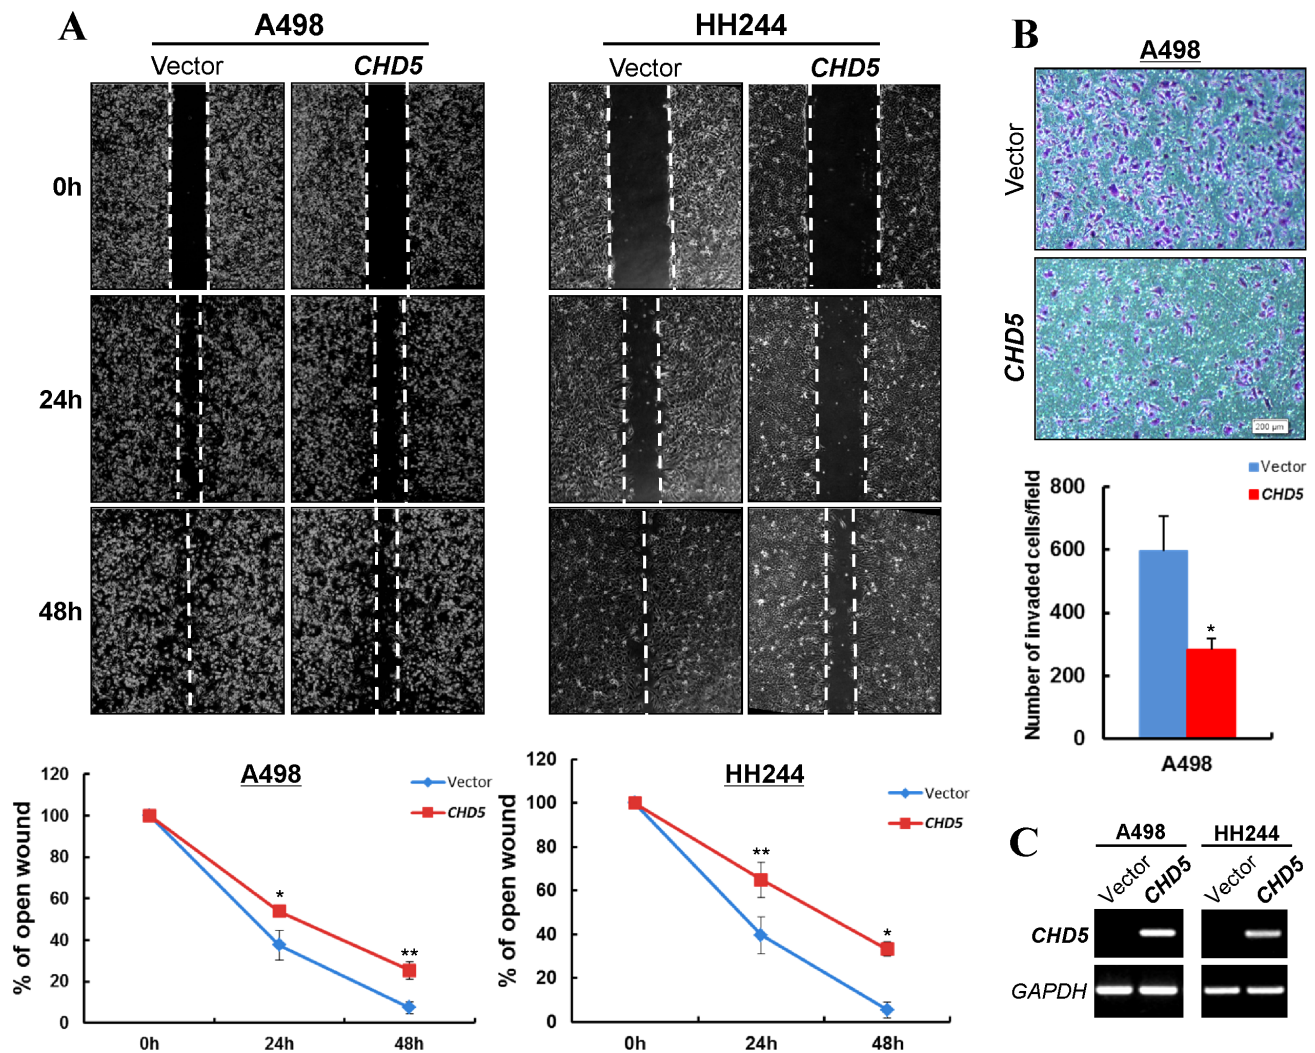 A
A498
HH244
Vector
CHD5
Vector
CHD5
0h
24h
48h
B
A498
Vector
CHD5
200 μm
Vector
CHD5
Number of invaded cells/field
800
600
400
200
0
*
A498
A498
Vector
CHD5
% of open wound
120
100
80
60
40
20
0
*
**
0h
24h
48h
HH244
Vector
CHD5
% of open wound
120
100
80
60
40
20
0
**
*
0h
24h
48h
C
A498
HH244
Vector
CHD5
Vector
CHD5
CHD5
GAPDH